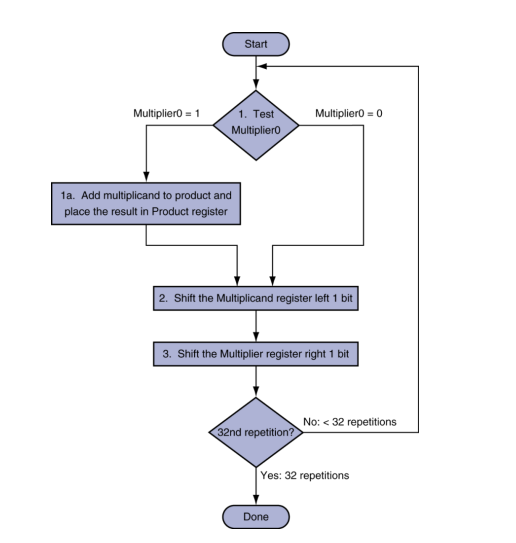 Start
Multiplier0 = 1
1. Test
Multiplier0
Multiplier0 = 0
1a. Add multiplicand to product and
place the result in Product register
2. Shift the Multiplicand register left 1 bit
3. Shift the Multiplier register right 1 bit
32nd repetition?
No: < 32 repetitions
Yes: 32 repetitions
Done